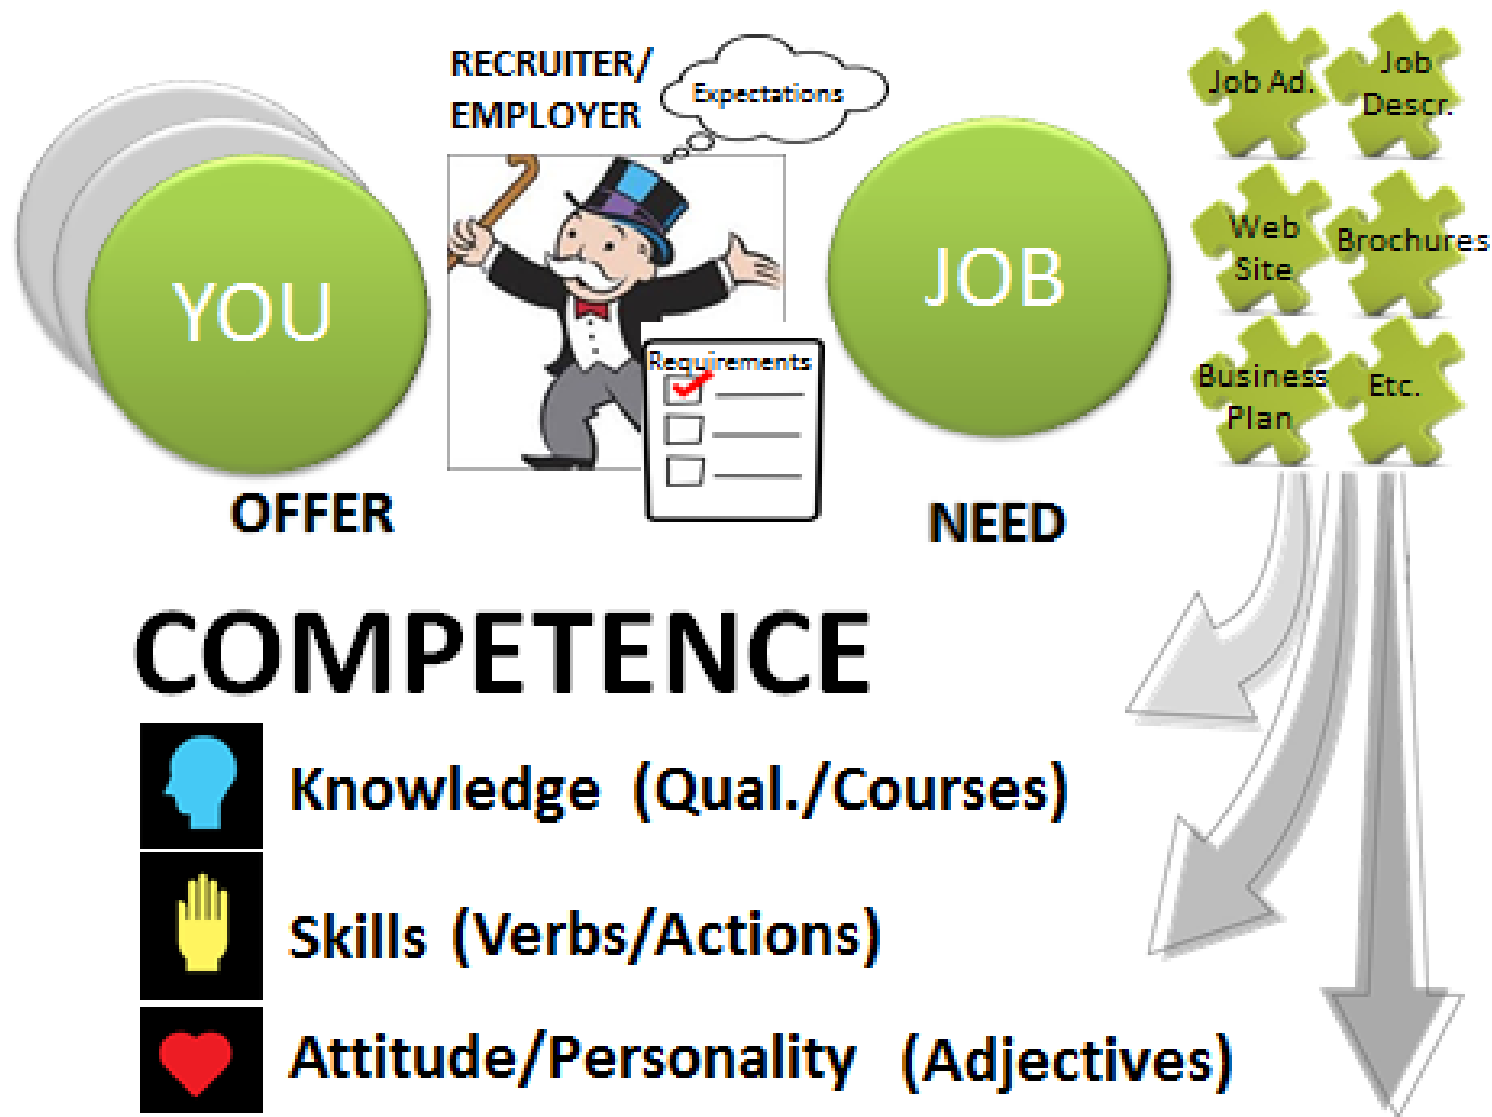 RECRUITER/
EMPLOYER
Expectations
YOU
Requirements
JOB
OFFER
NEED
Job Ad.
Job
Descr.
Web
Site
Brochures
Business
Plan
Etc.
COMPETENCE
Knowledge (Qual./Courses)
Skills (Verbs/Actions)
Attitude/Personality (Adjectives)